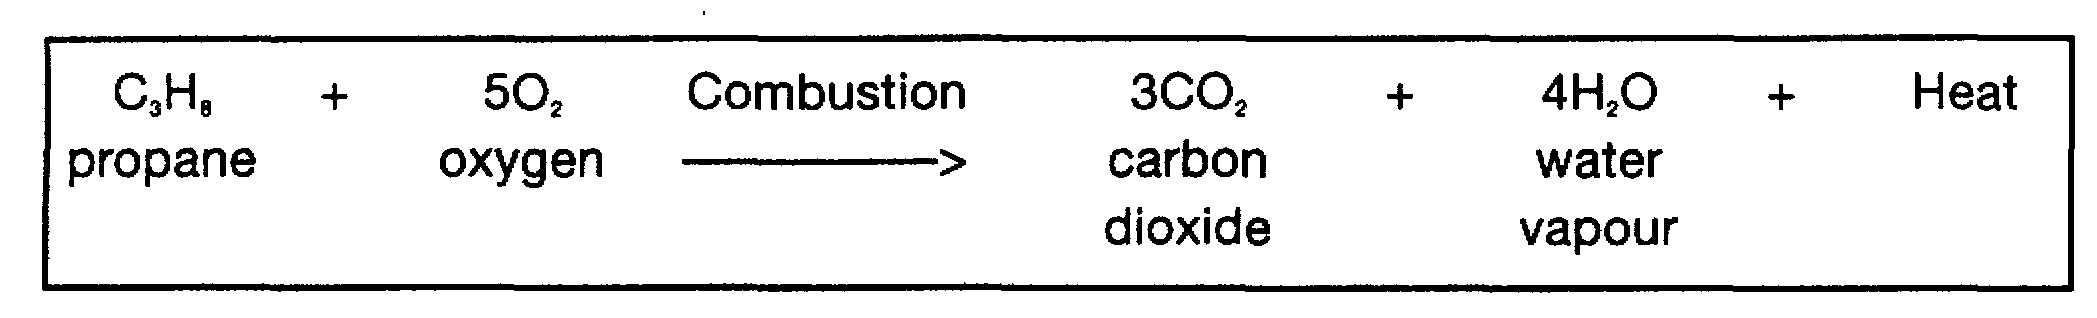 C₃H₈ + 5O₂ Combustion 3CO₂ + 4H₂O + Heat
propane oxygen ———> carbon water
dioxide vapour